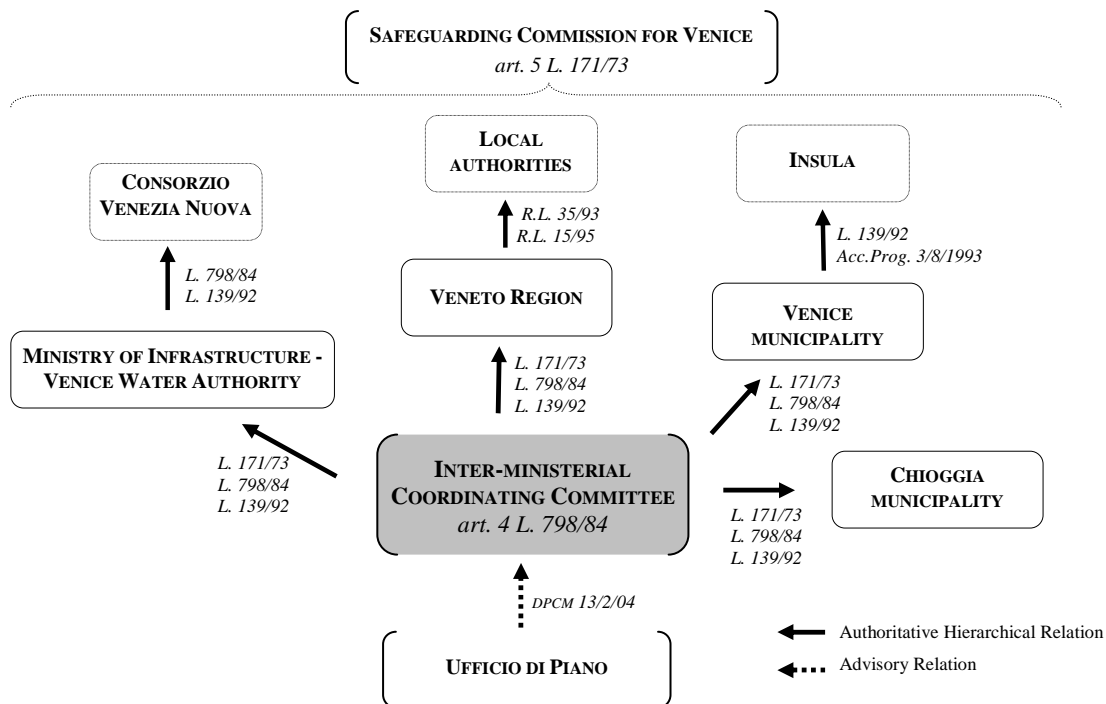 SAFEGUARDING COMMISSION FOR VENICE
art. 5 L. 171/73
LOCAL
AUTHORITIES
INSULA
CONSORZIO
VENEZIA NUOVA
R.L. 35/93
R.L. 15/95
L. 139/92
Acc.Prog. 3/8/1993
L. 798/84
L. 139/92
VENETO REGION
VENICE
MUNICIPALITY
MINISTRY OF INFRASTRUCTURE -
VENICE WATER AUTHORITY
L. 171/73
L. 798/84
L. 139/92
L. 171/73
L. 798/84
L. 139/92
L. 171/73
L. 798/84
L. 139/92
INTER-MINISTERIAL
COORDINATING COMMITTEE
art. 4 L. 798/84
CHIOGGIA
MUNICIPALITY
L. 171/73
L. 798/84
L. 139/92
DPCM 13/2/04
UFFICIO DI PIANO
Authoritative Hierarchical Relation
Advisory Relation